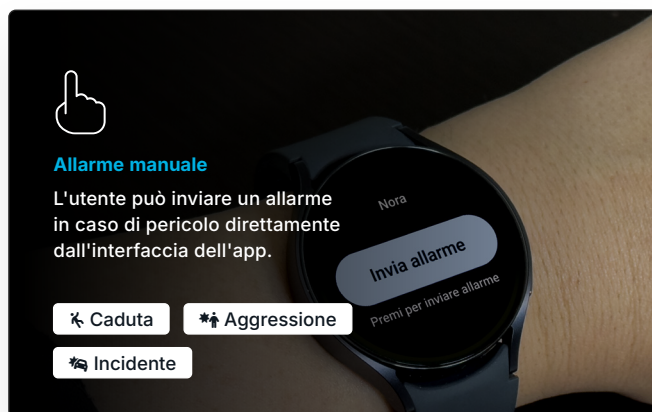 Allarme manuale
L'utente può inviare un allarme
in caso di pericolo direttamente
dall'interfaccia dell'app.
Caduta
Aggressione
Incidente
Nora
Invia allarme
Premi per inviare allarme